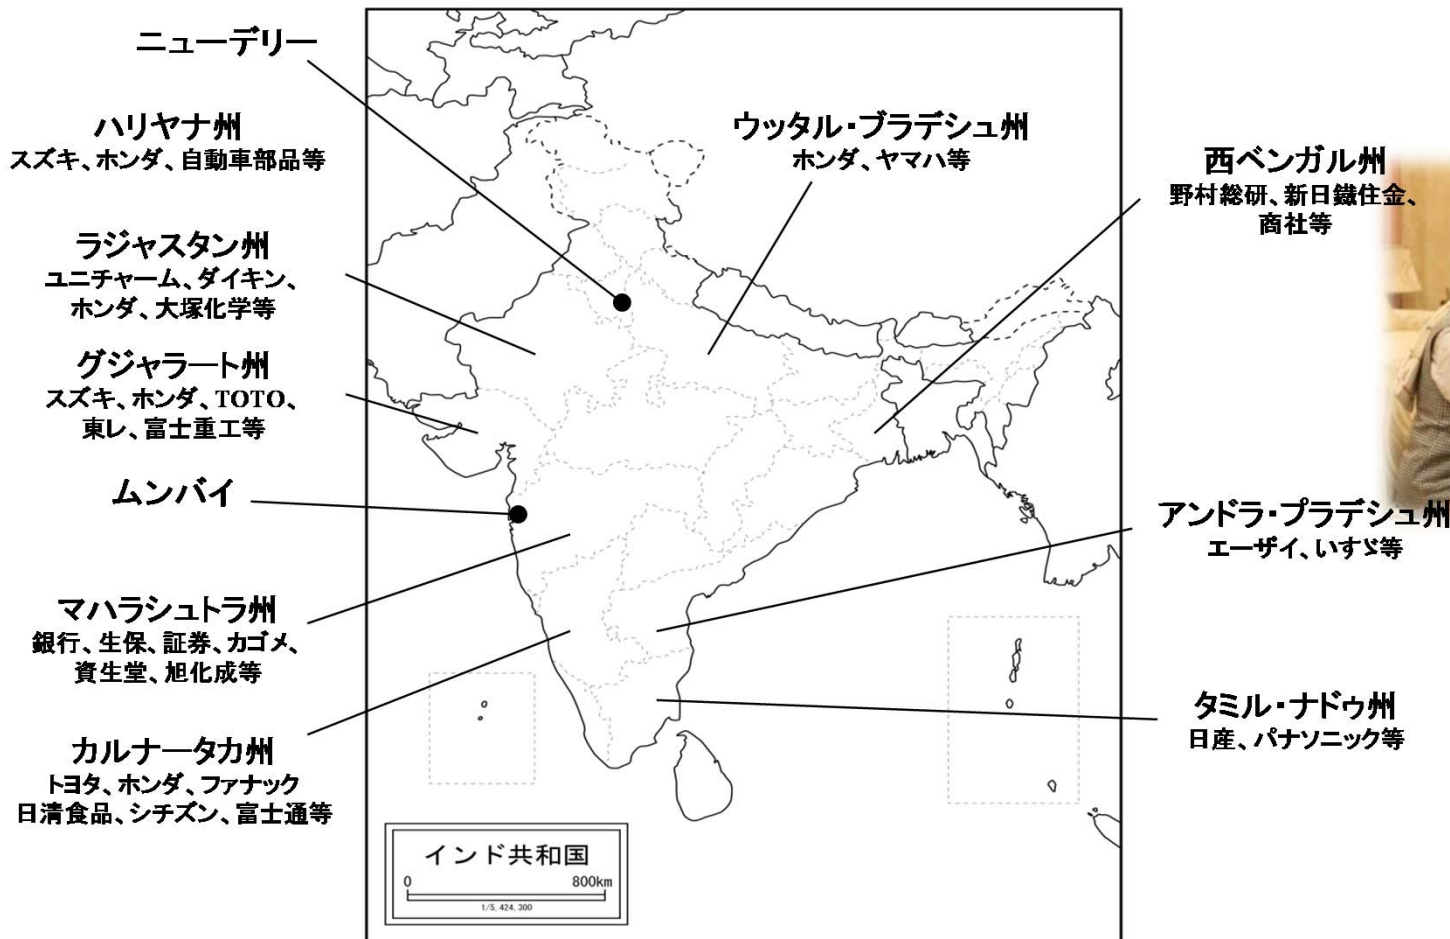 ニューデリー
ハリヤナ州
スズキ、ホンダ、自動車部品等
ラジャスタン州
ユニチャーム、ダイキン、
ホンダ、大塚化学等
グジャラート州
スズキ、ホンダ、TOTO、
東レ、富士重工等
ムンバイ
マハラシュトラ州
銀行、生保、証券、カゴメ、
資生堂、旭化成等
カルナータカ州
トヨタ、ホンダ、ファナック
日清食品、シチズン、富士通等
ウッタル・プラデシュ州
ホンダ、ヤマハ等
西ベンガル州
野村総研、新日鐵住金、
商社等
アンドラ・プラデシュ州
エーザイ、いすゞ等
タミル・ナドゥ州
日産、パナソニック等
インド共和国
0 800km
1/5,424,300